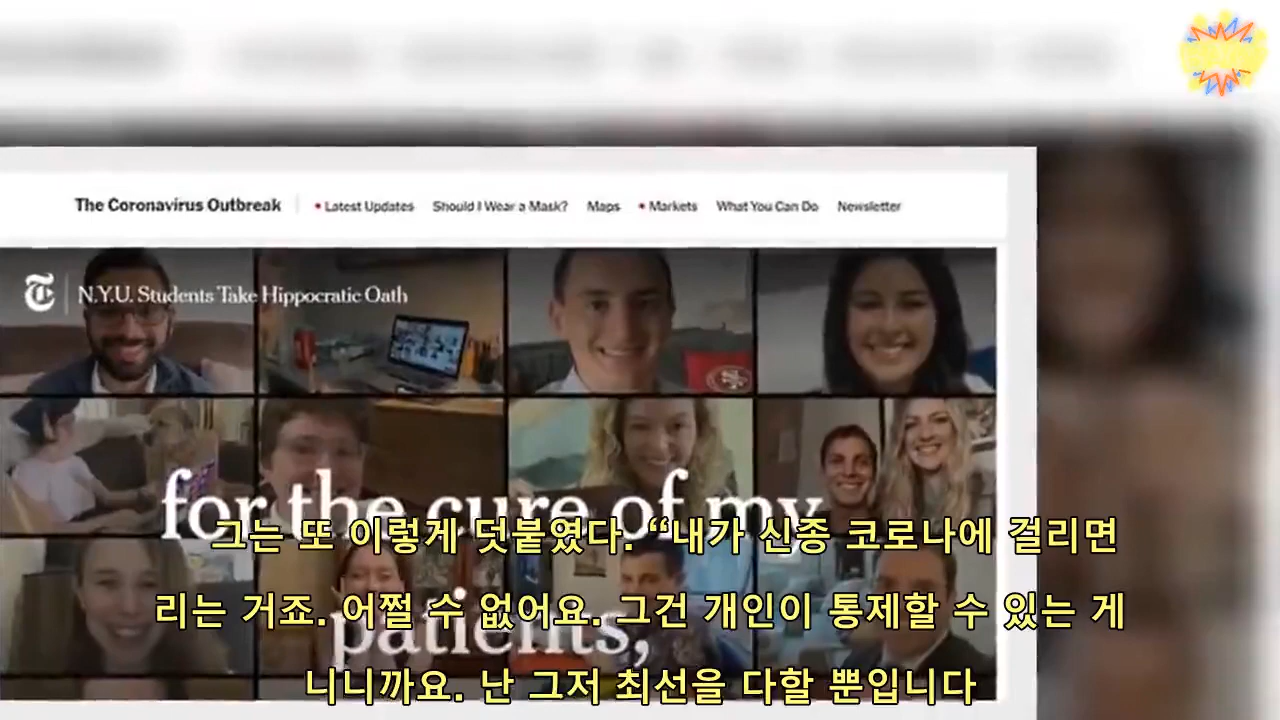 The Coronavirus Outbreak
Latest Updates Should I Wear a Mask? Maps Markets What You Can Do Newsletter
N.Y.U. Students Take Hippocratic Oath
for the cure of my
patients,
그는 또 이렇게 덧붙였다. “내가 신종 코로나에 걸리면
리는 거죠. 어쩔 수 없어요. 그건 개인이 통제할 수 있는 게
니니까요. 난 그저 최선을 다할 뿐입니다